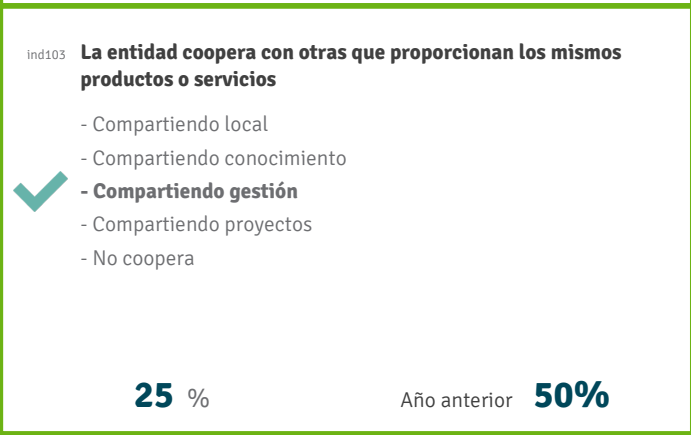 ind103 La entidad coopera con otras que proporcionan los mismos
productos o servicios
- Compartiendo local
- Compartiendo conocimiento
- Compartiendo gestión
- Compartiendo proyectos
- No coopera
25 % Año anterior 50%